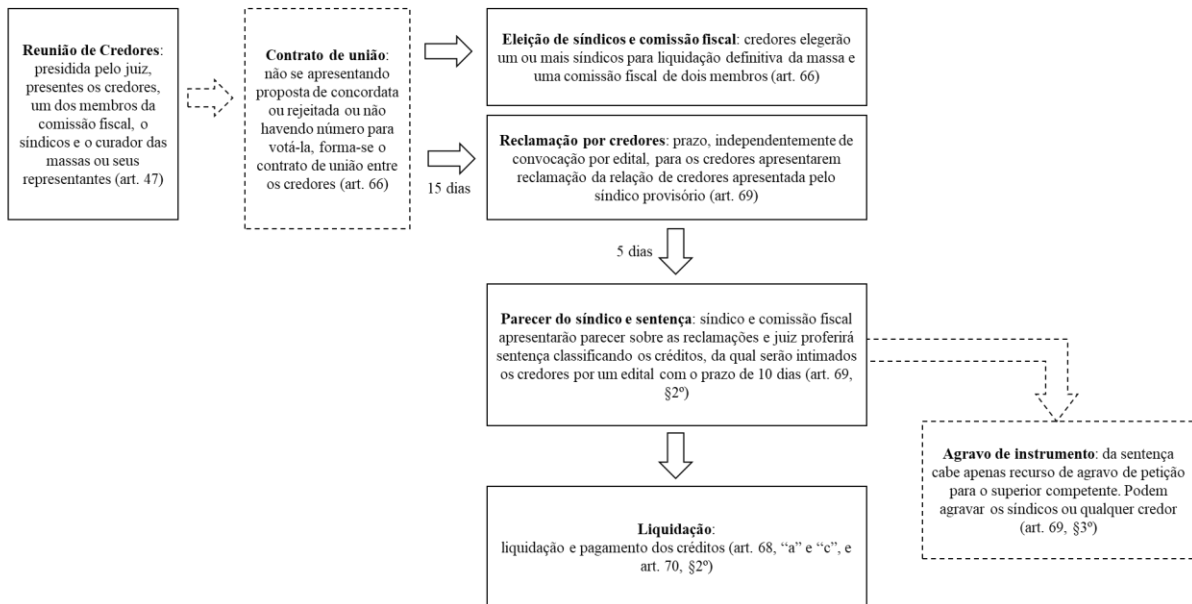 Reunião de Credores:
presidida pelo juiz,
presentes os credores,
um dos membros da
comissão fiscal, o
síndicos e o curador das
massas ou seus
representantes (art. 47)
Contrato de união:
não se apresentando
proposta de concordata
ou rejeitada ou não
havendo número para
votá-la, forma-se o
contrato de união entre
os credores (art. 66)
Eleição de síndicos e comissão fiscal: credores elegerão
um ou mais síndicos para liquidação definitiva da massa e
uma comissão fiscal de dois membros (art. 66)
15 dias
Reclamação por credores: prazo, independentemente de
convocação por edital, para os credores apresentarem
reclamação da relação de credores apresentada pelo
síndico provisório (art. 69)
5 dias
Parecer do síndico e sentença: síndico e comissão fiscal
apresentarão parecer sobre as reclamações e juiz proferirá
sentença classificando os créditos, da qual serão intimados
os credores por um edital com o prazo de 10 dias (art. 69,
§2º)
Agravo de instrumento: da sentença
cabe apenas recurso de agravo de petição
para o superior competente. Podem
agravar os síndicos ou qualquer credor
(art. 69, §3º)
Liquidação:
liquidação e pagamento dos créditos (art. 68, “a” e “c”, e
art. 70, §2º)